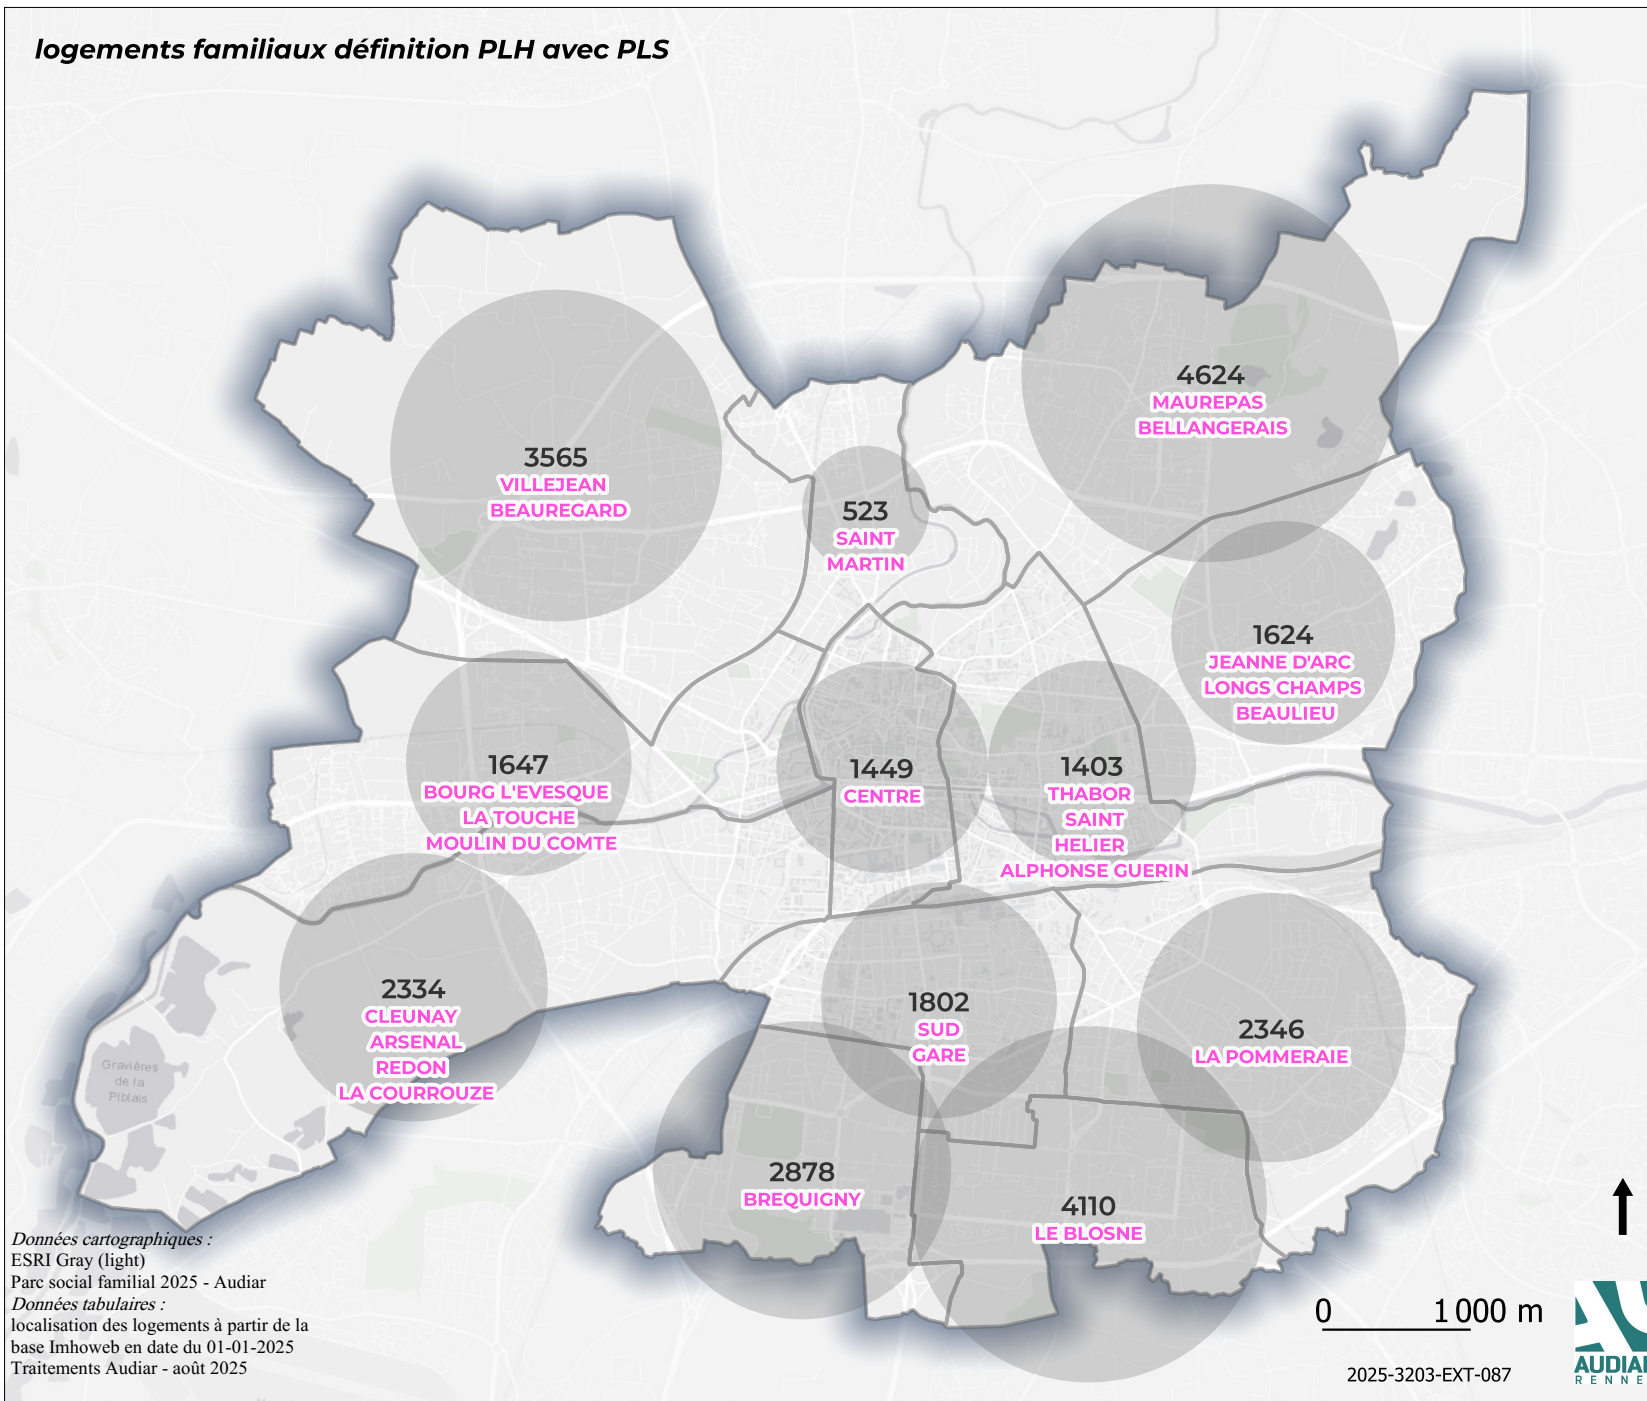 logements familiaux définition PLH avec PLS
4624
MAUREPAS
BELLANGERAIS
3565
VILLEJEAN
BEAUREGARD
523
SAINT
MARTIN
1624
JEANNE D'ARC
LONGS CHAMPS
BEAULIEU
1647
BOURG L'EVESQUE
LA TOUCHE
MOULIN DU COMTE
1449
CENTRE
1403
THABOR
SAINT
HELIER
ALPHONSE GUERIN
2334
CLEUNAY
ARSENAL
REDON
LA COURROUZE
1802
SUD
GARE
2346
LA POMMERAIE
Gravières
de la
Piblais
2878
BREQUIGNY
4110
LE BLOSNE
Données cartographiques :
ESRI Gray (light)
Parc social familial 2025 - Audiar
Données tabulaires :
localisation des logements à partir de la
base Imhoweb en date du 01-01-2025
Traitements Audiar - août 2025
0 1 000 m
2025-3203-EXT-087
AUDIAR
RENNE